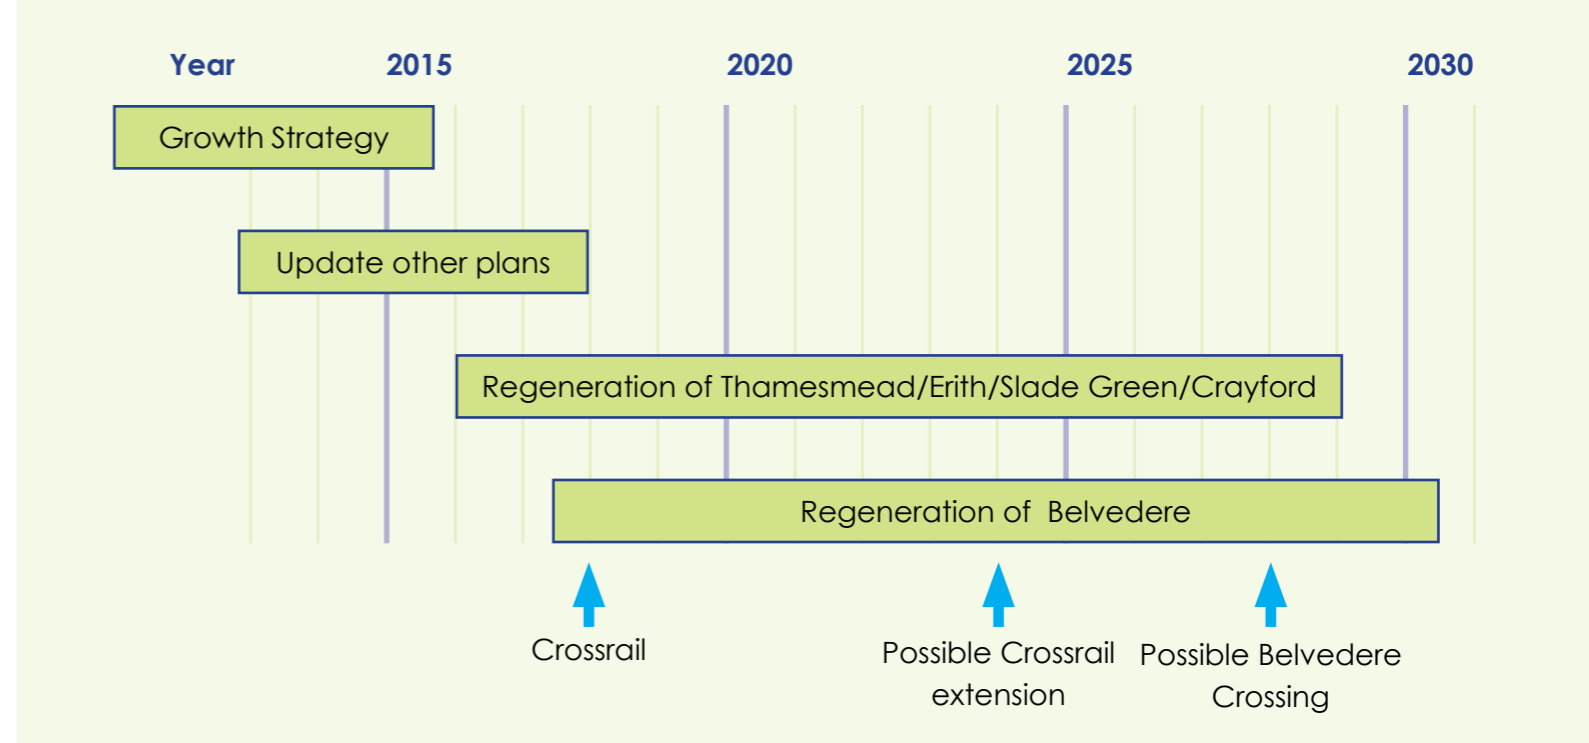 Year 2015 2020 2025 2030
Growth Strategy
Update other plans
Regeneration of Thamesmead/Erith/Slade Green/Crayford
Regeneration of Belvedere
Crossrail
Possible Crossrail
extension
Possible Belvedere
Crossing